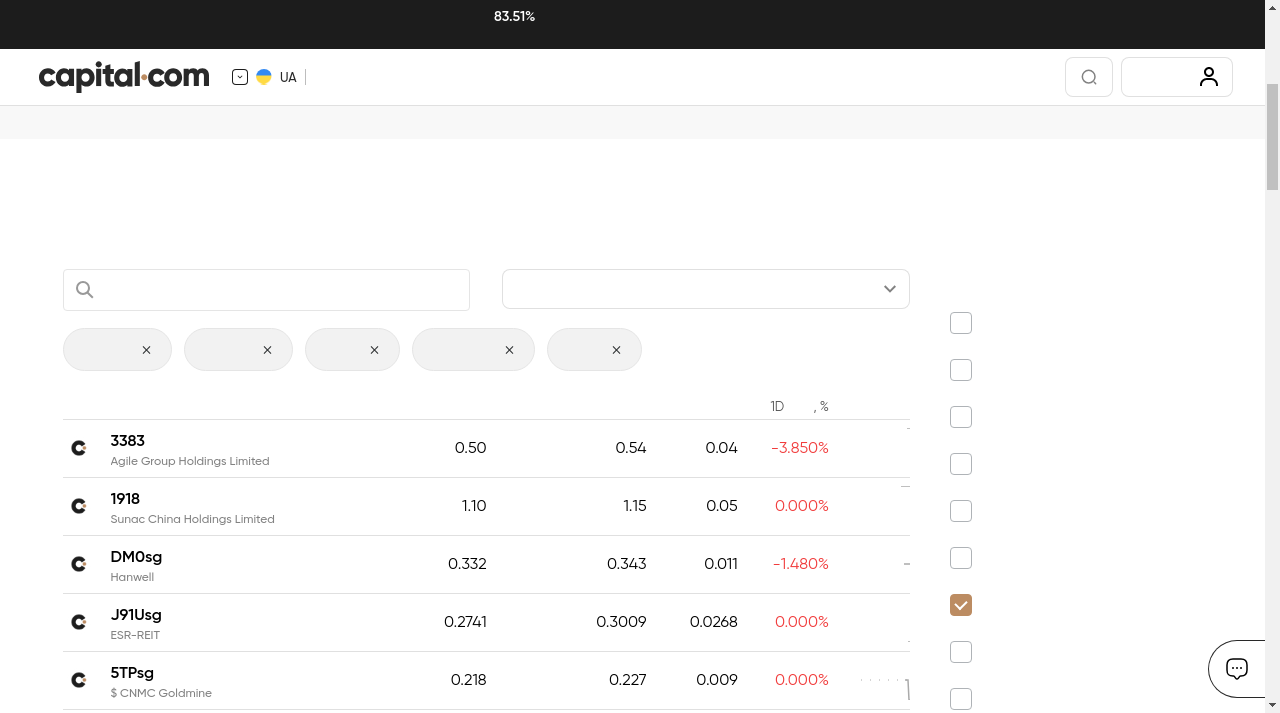 83.51%
capital.com
UA
1D , %
3383 0.50 0.54 0.04 -3.850%
Agile Group Holdings Limited
1918 1.10 1.15 0.05 0.000%
Sunac China Holdings Limited
DM0sg 0.332 0.343 0.011 -1.480%
Hanwell
J91Usg 0.2741 0.3009 0.0268 0.000%
ESR-REIT
5TPsg 0.218 0.227 0.009 0.000%
$ CNMC Goldmine